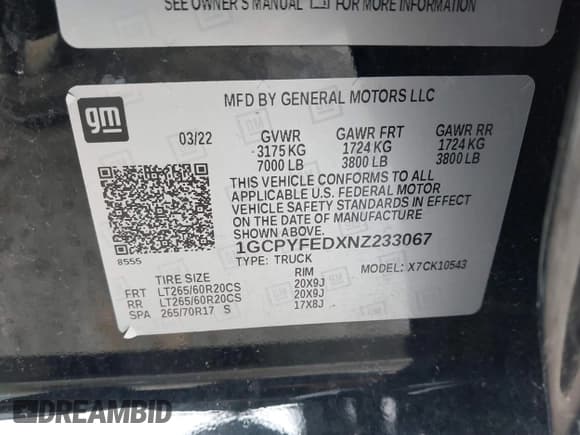 SEE OWNER'S MANUAL FOR MORE INFORMATION
gm
MFD BY GENERAL MOTORS LLC
03/22 GVWR GAWR FRT GAWR RR
3175 KG 1724 KG 1724 KG
7000 LB 3800 LB 3800 LB
THIS VEHICLE CONFORMS TO ALL
APPLICABLE U.S. FEDERAL MOTOR
VEHICLE SAFETY STANDARDS IN EFFECT
ON THE DATE OF MANUFACTURE
SHOWN ABOVE.
1GCPYFEDXNZ233067
8555 TYPE: TRUCK MODEL: X7CK10543
TIRE SIZE RIM
FRT LT265/60R20CS 20X9J
RR LT265/60R20CS 20X9J
SPA 265/70R17 S 17X8J
DREAMBID